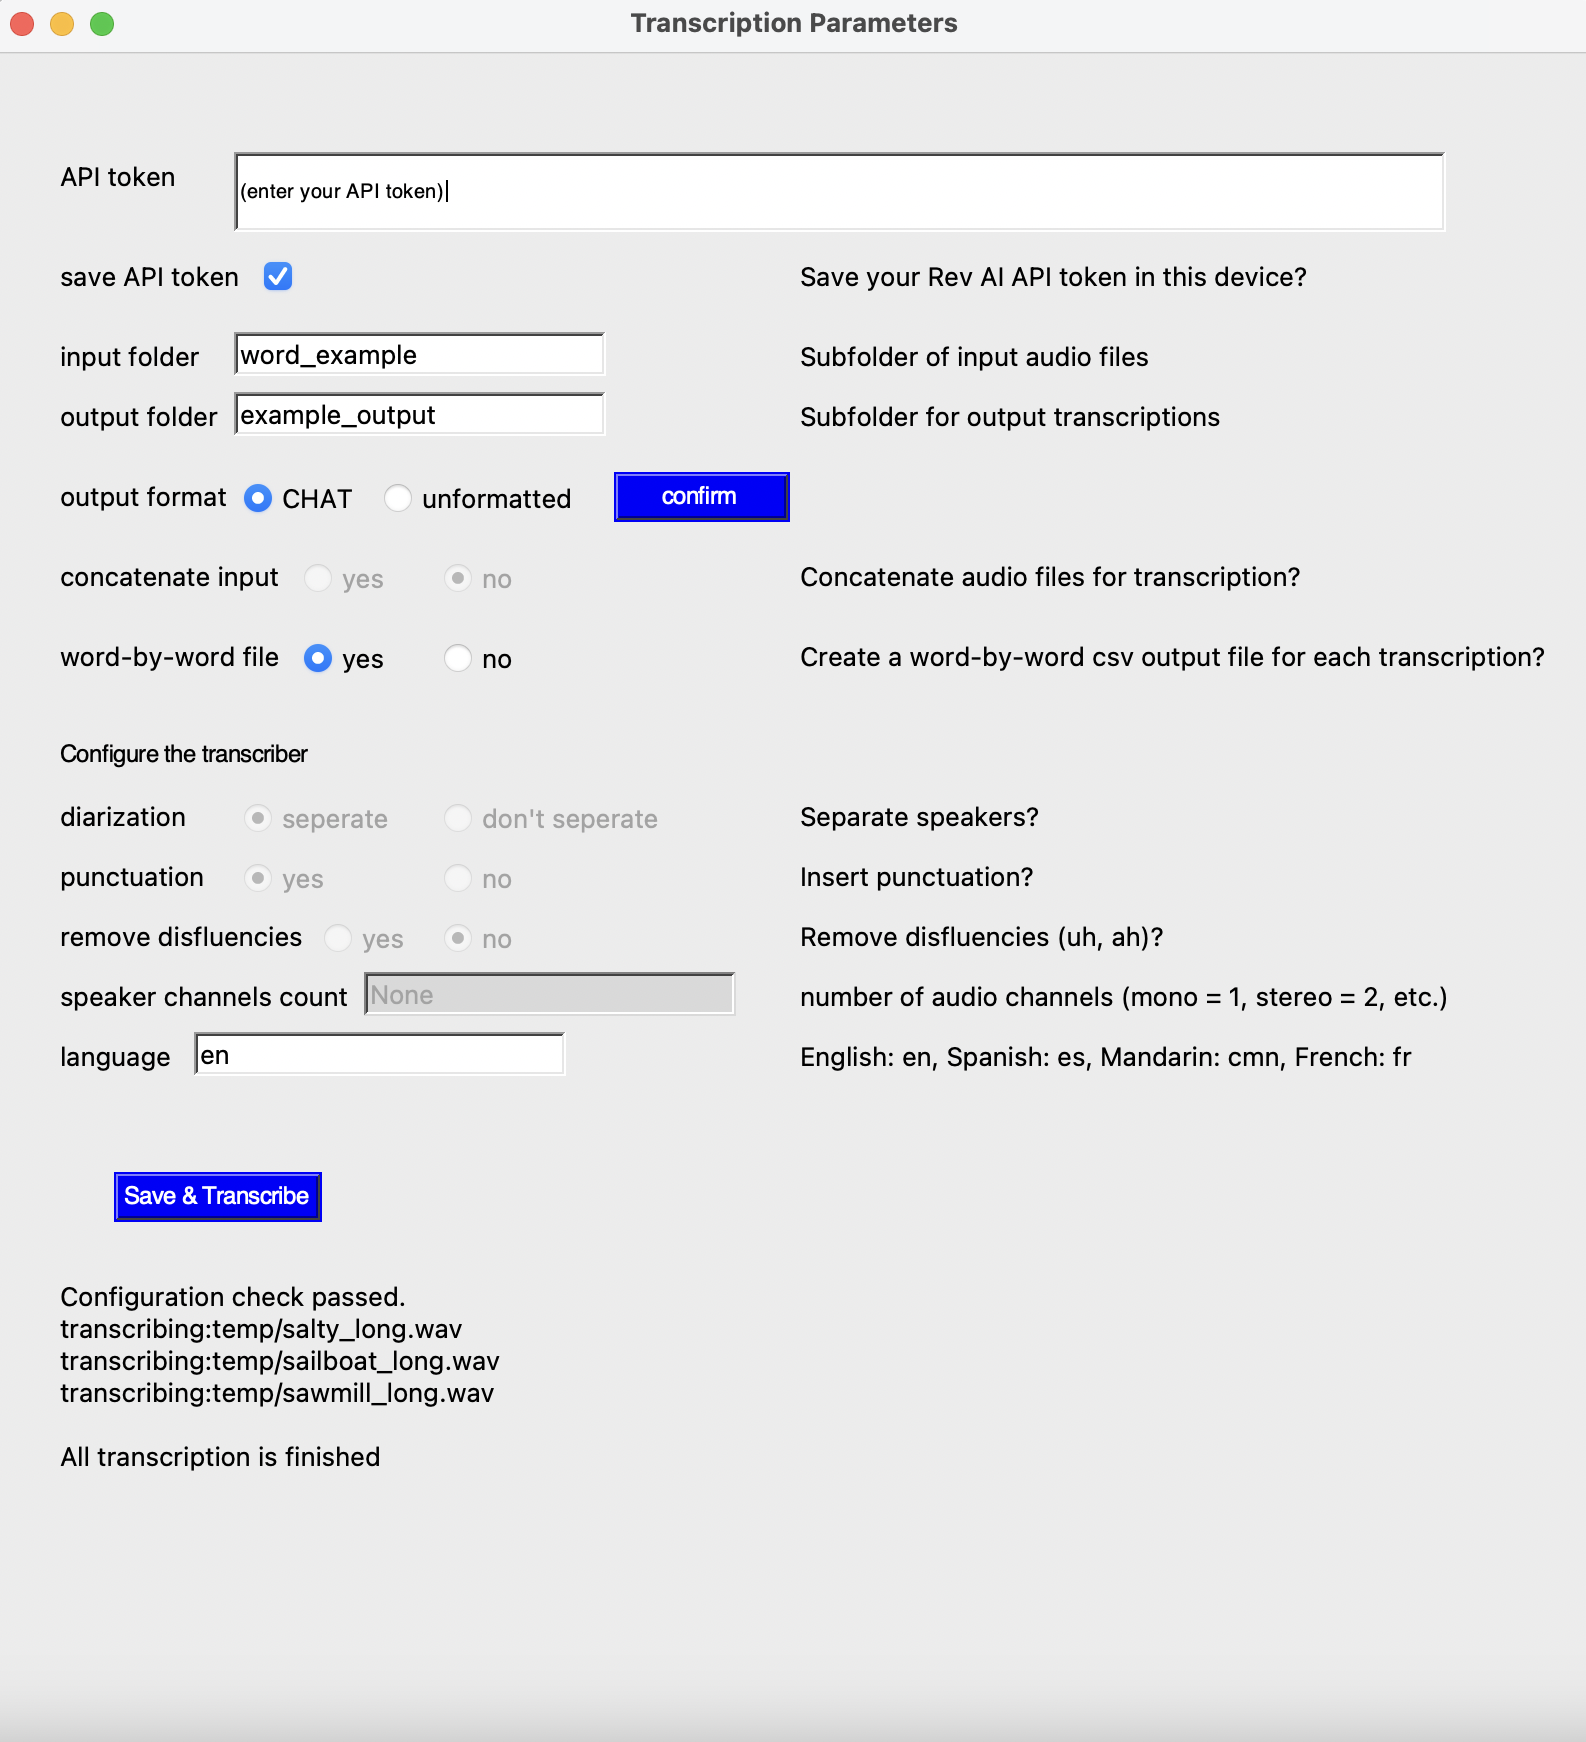 Transcription Parameters
API token (enter your API token)
save API token Save your Rev AI API token in this device?
input folder word_example Subfolder of input audio files
output folder example_output Subfolder for output transcriptions
output format CHAT unformatted confirm
concatenate input yes no Concatenate audio files for transcription?
word-by-word file yes no Create a word-by-word csv output file for each transcription?
Configure the transcriber
diarization seperate don't seperate Separate speakers?
punctuation yes no Insert punctuation?
remove disfluencies yes no Remove disfluencies (uh, ah)?
speaker channels count None number of audio channels (mono = 1, stereo = 2, etc.)
language en English: en, Spanish: es, Mandarin: cmn, French: fr
Save & Transcribe
Configuration check passed.
transcribing:temp/salty_long.wav
transcribing:temp/sailboat_long.wav
transcribing:temp/sawmill_long.wav
All transcription is finished